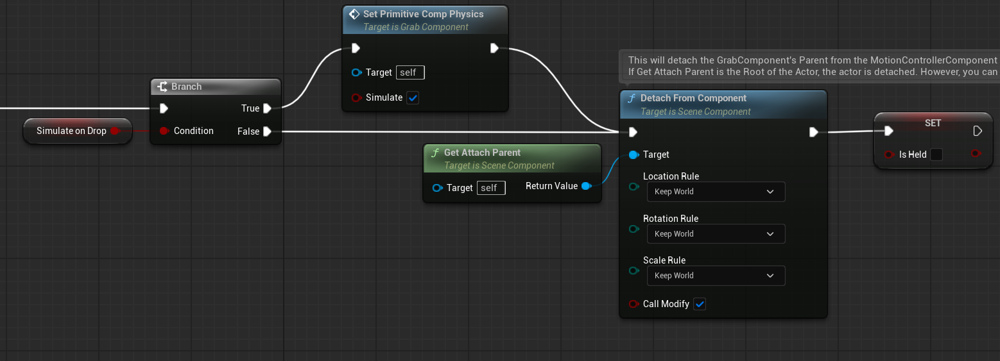 Set Primitive Comp Physics
Target is Grab Component
Target self
Simulate
This will detach the GrabComponent's Parent from the MotionControllerComponent
If Get Attach Parent is the Root of the Actor, the actor is detached. However, you can
Branch
True
Condition
False
Simulate on Drop
Get Attach Parent
Target is Scene Component
Target self
Return Value
Detach From Component
Target is Scene Component
Target
Location Rule
Keep World
Rotation Rule
Keep World
Scale Rule
Keep World
Call Modify
SET
Is Held